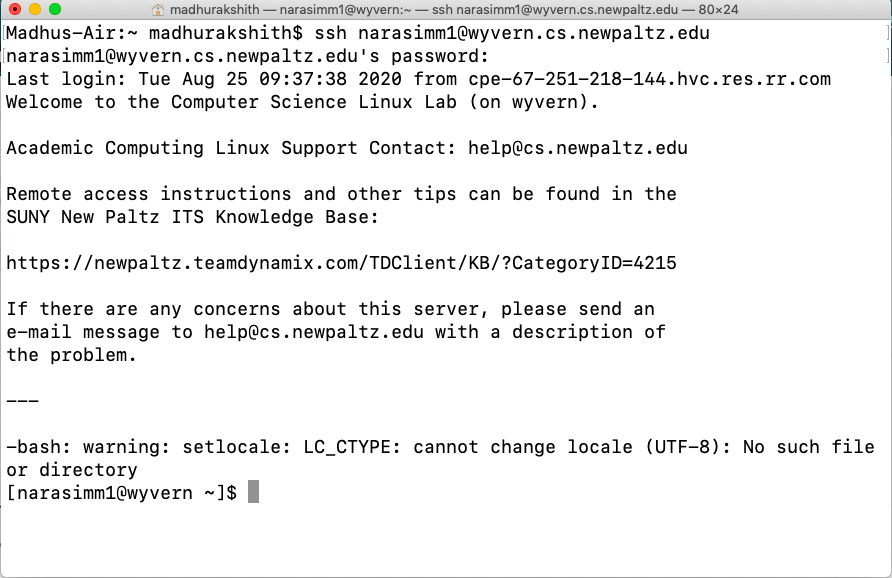 madhurakshith — narasimm1@wyvern:~ — ssh narasimm1@wyvern.cs.newpaltz.edu — 80×24
[Madhus-Air:~ madhurakshith$ ssh narasimm1@wyvern.cs.newpaltz.edu ]
[narasimm1@wyvern.cs.newpaltz.edu's password: ]
Last login: Tue Aug 25 09:37:38 2020 from cpe-67-251-218-144.hvc.res.rr.com
Welcome to the Computer Science Linux Lab (on wyvern).
Academic Computing Linux Support Contact: help@cs.newpaltz.edu
Remote access instructions and other tips can be found in the
SUNY New Paltz ITS Knowledge Base:
https://newpaltz.teamdynamix.com/TDClient/KB/?CategoryID=4215
If there are any concerns about this server, please send an
e-mail message to help@cs.newpaltz.edu with a description of
the problem.
---
-bash: warning: setlocale: LC_CTYPE: cannot change locale (UTF-8): No such file
or directory
[narasimm1@wyvern ~]$